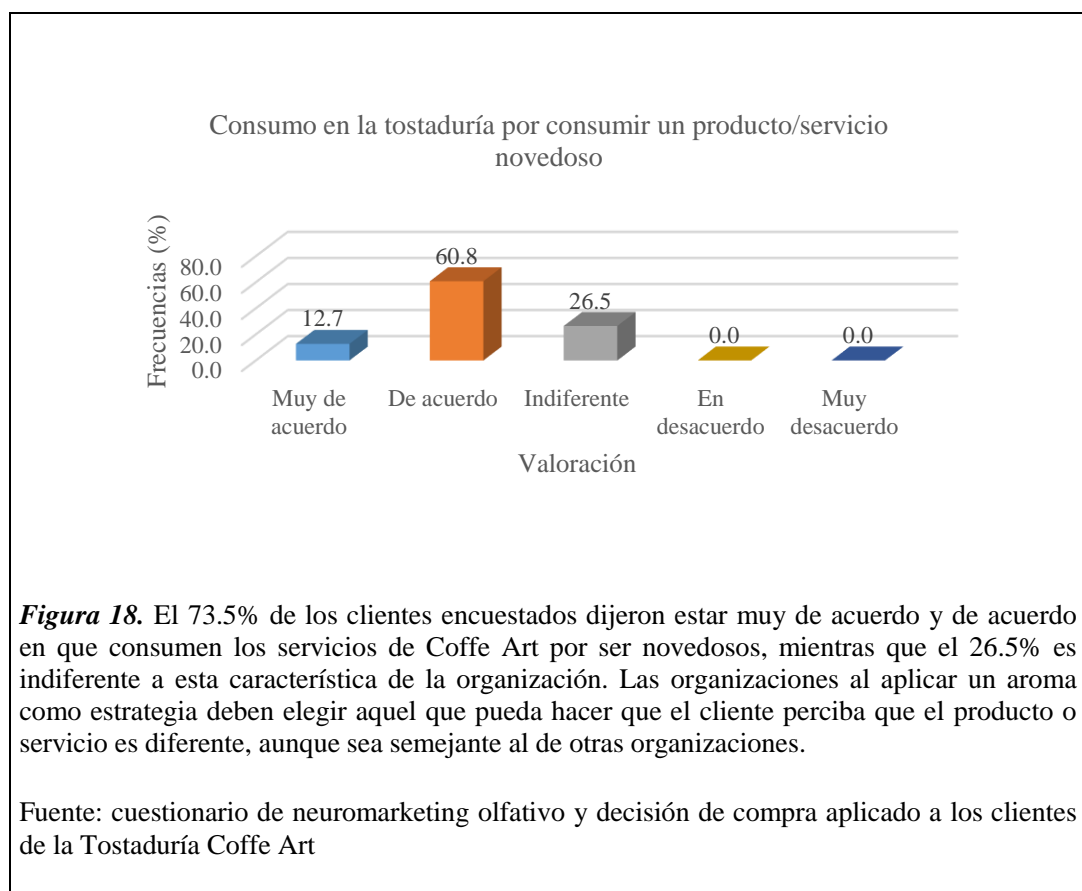 Consumo en la tostaduría por consumir un producto/servicio
novedoso
Frecuencias (%)
80.0
60.0
40.0
20.0
0.0
12.7
60.8
26.5
0.0
0.0
Muy de
acuerdo
De acuerdo
Indiferente
En
desacuerdo
Muy
desacuerdo
Valoración
Figura 18. El 73.5% de los clientes encuestados dijeron estar muy de acuerdo y de acuerdo
en que consumen los servicios de Coffe Art por ser novedosos, mientras que el 26.5% es
indiferente a esta característica de la organización. Las organizaciones al aplicar un aroma
como estrategia deben elegir aquel que pueda hacer que el cliente perciba que el producto o
servicio es diferente, aunque sea semejante al de otras organizaciones.
Fuente: cuestionario de neuromarketing olfativo y decisión de compra aplicado a los clientes
de la Tostaduría Coffe Art